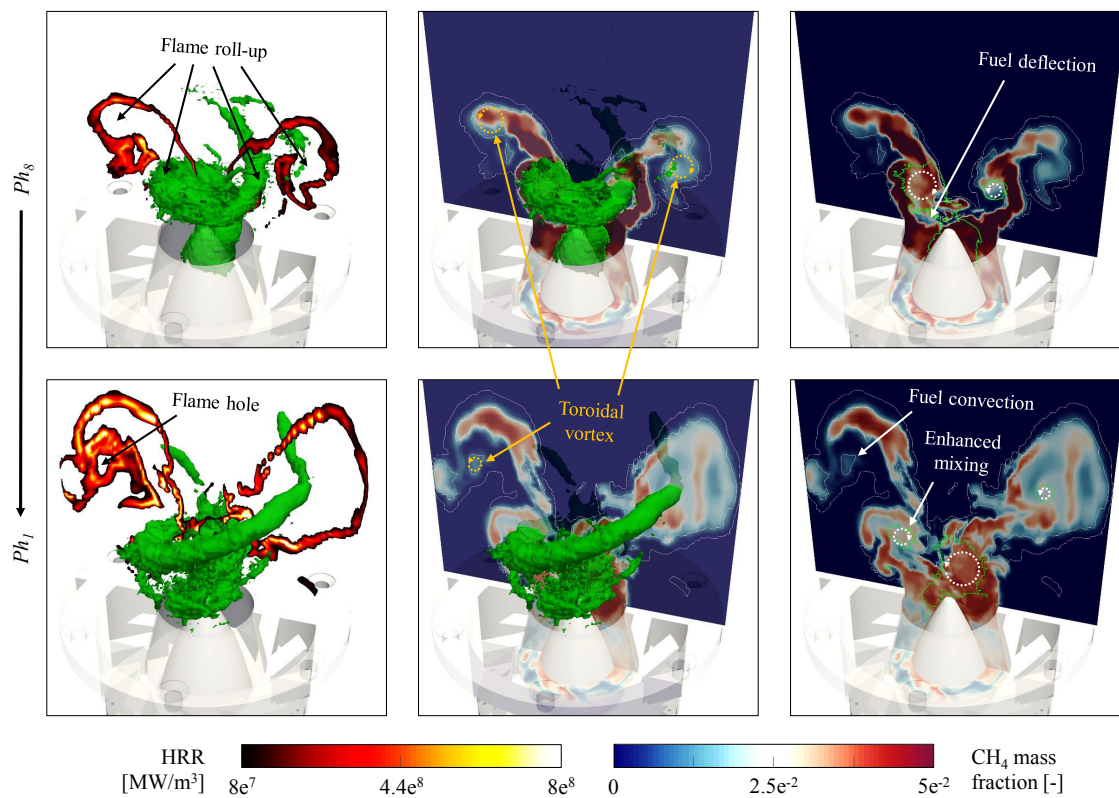 Flame roll-up
Fuel deflection
Ph8
Toroidal
vortex
Flame hole
Fuel convection
Enhanced
mixing
Ph1
HRR
[MW/m³]
8e⁷
4.4e⁸
8e⁸
0
2.5e⁻²
5e⁻²
CH₄ mass
fraction [-]